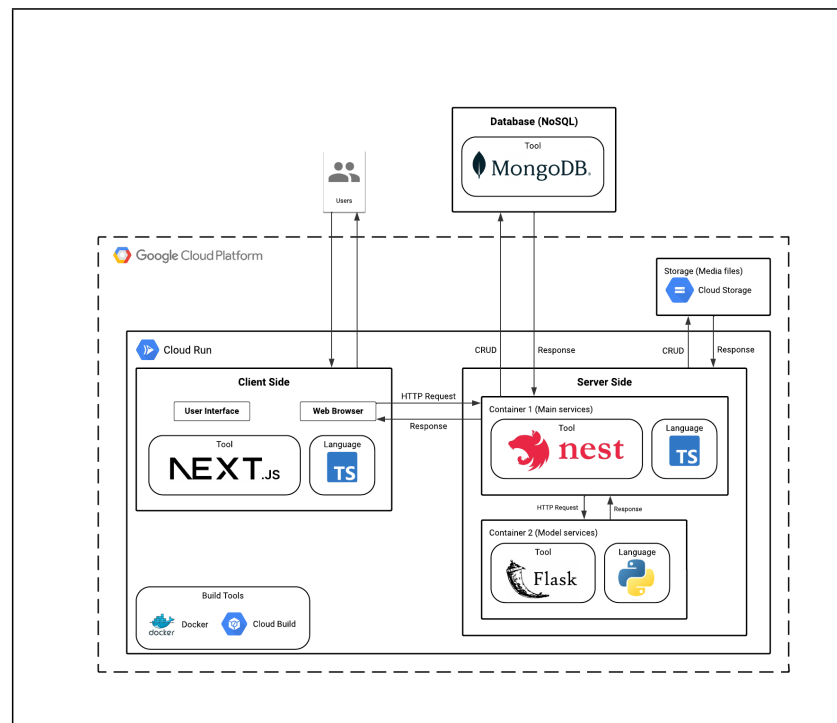 Database (NoSQL)
Tool
MongoDB.
Users
Google Cloud Platform
Storage (Media files)
Cloud Storage
Cloud Run
CRUD
Response
CRUD
Response
Client Side
Server Side
User Interface
Web Browser
HTTP Request
Response
Container 1 (Main services)
Tool
NEXT.JS
Language
TS
Tool
nest
Language
TS
HTTP Request
Response
Container 2 (Model services)
Tool
Flask
Language
Build Tools
docker
Docker
Cloud Build